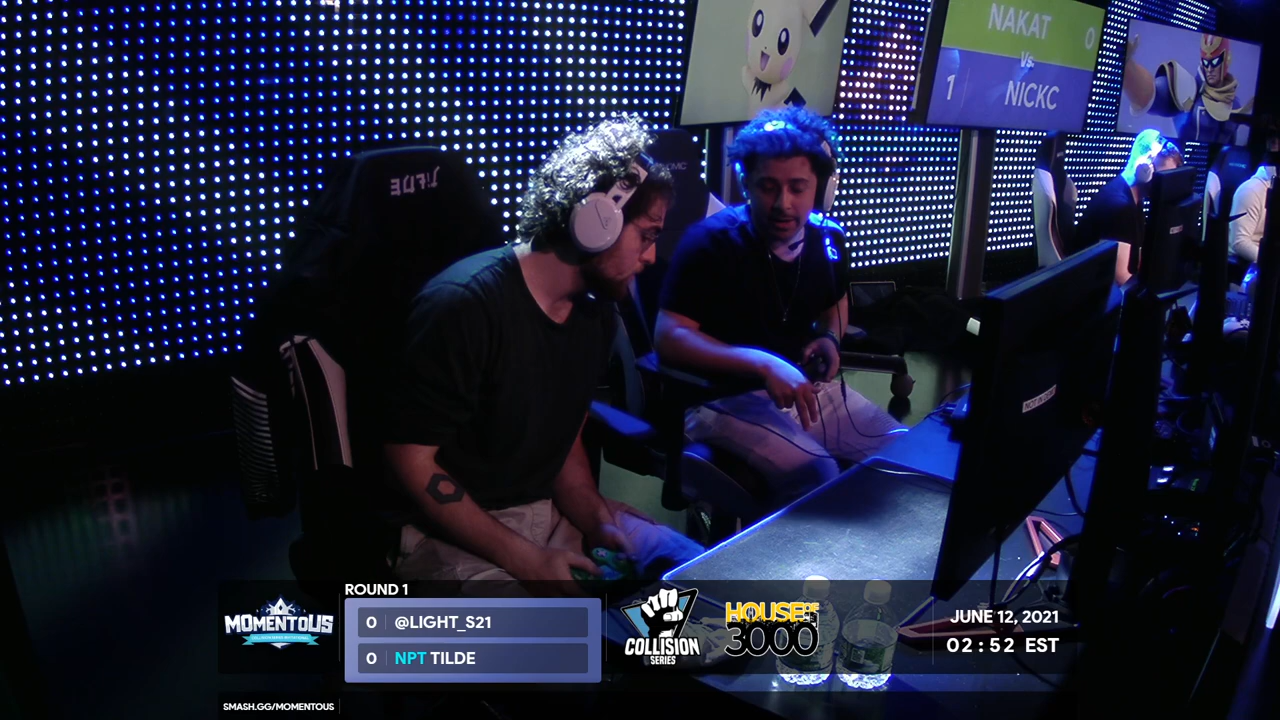 NAKAT
0
Vs.
1
NICKC
ROUND 1
MOMENTOUS
0 @LIGHT_S21
0 NPT TILDE
COLLISION
SERIES
HOUSE OF
3000
JUNE 12, 2021
02:52 EST
SMASH.GG/MOMENTOUS